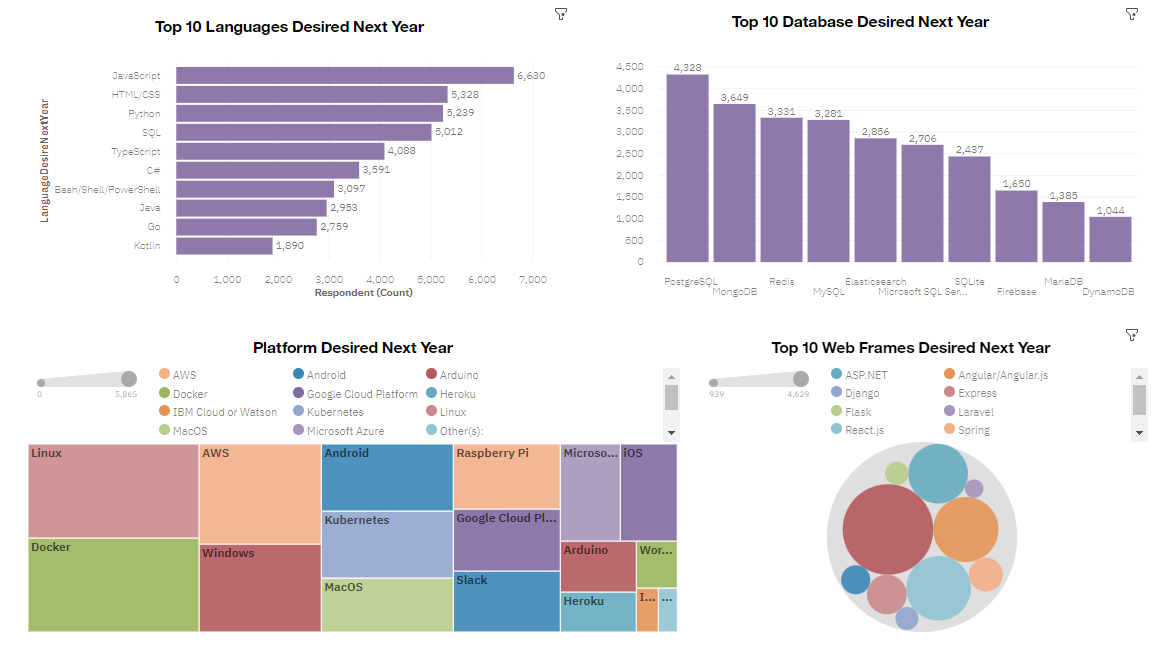 Top 10 Languages Desired Next Year
LanguageDesireNextYear
JavaScript 6,630
HTML/CSS 5,328
Python 5,239
SQL 5,012
TypeScript 4,088
C# 3,591
Bash/Shell/PowerShell 3,097
Java 2,953
Go 2,759
Kotlin 1,890
0 1,000 2,000 3,000 4,000 5,000 6,000 7,000
Respondent (Count)
Top 10 Database Desired Next Year
4,500
4,000
3,500
3,000
2,500
2,000
1,500
1,000
500
0
4,328 3,649 3,331 3,281 2,856 2,706 2,437 1,650 1,385 1,044
PostgreSQL MongoDB Redis MySQL Elasticsearch Microsoft SQL Ser... SQLite Firebase MariaDB DynamoDB
Platform Desired Next Year
0 5,865
AWS Android Arduino
Docker Google Cloud Platform Heroku
IBM Cloud or Watson Kubernetes Linux
MacOS Microsoft Azure Other(s):
Linux AWS Android Raspberry Pi Microso... iOS
Kubernetes Google Cloud Pl...
Docker Windows Arduino Wor...
MacOS Slack
Heroku I... ...
Top 10 Web Frames Desired Next Year
939 4,629
ASP.NET Angular/Angular.js
Django Express
Flask Laravel
React.js Spring